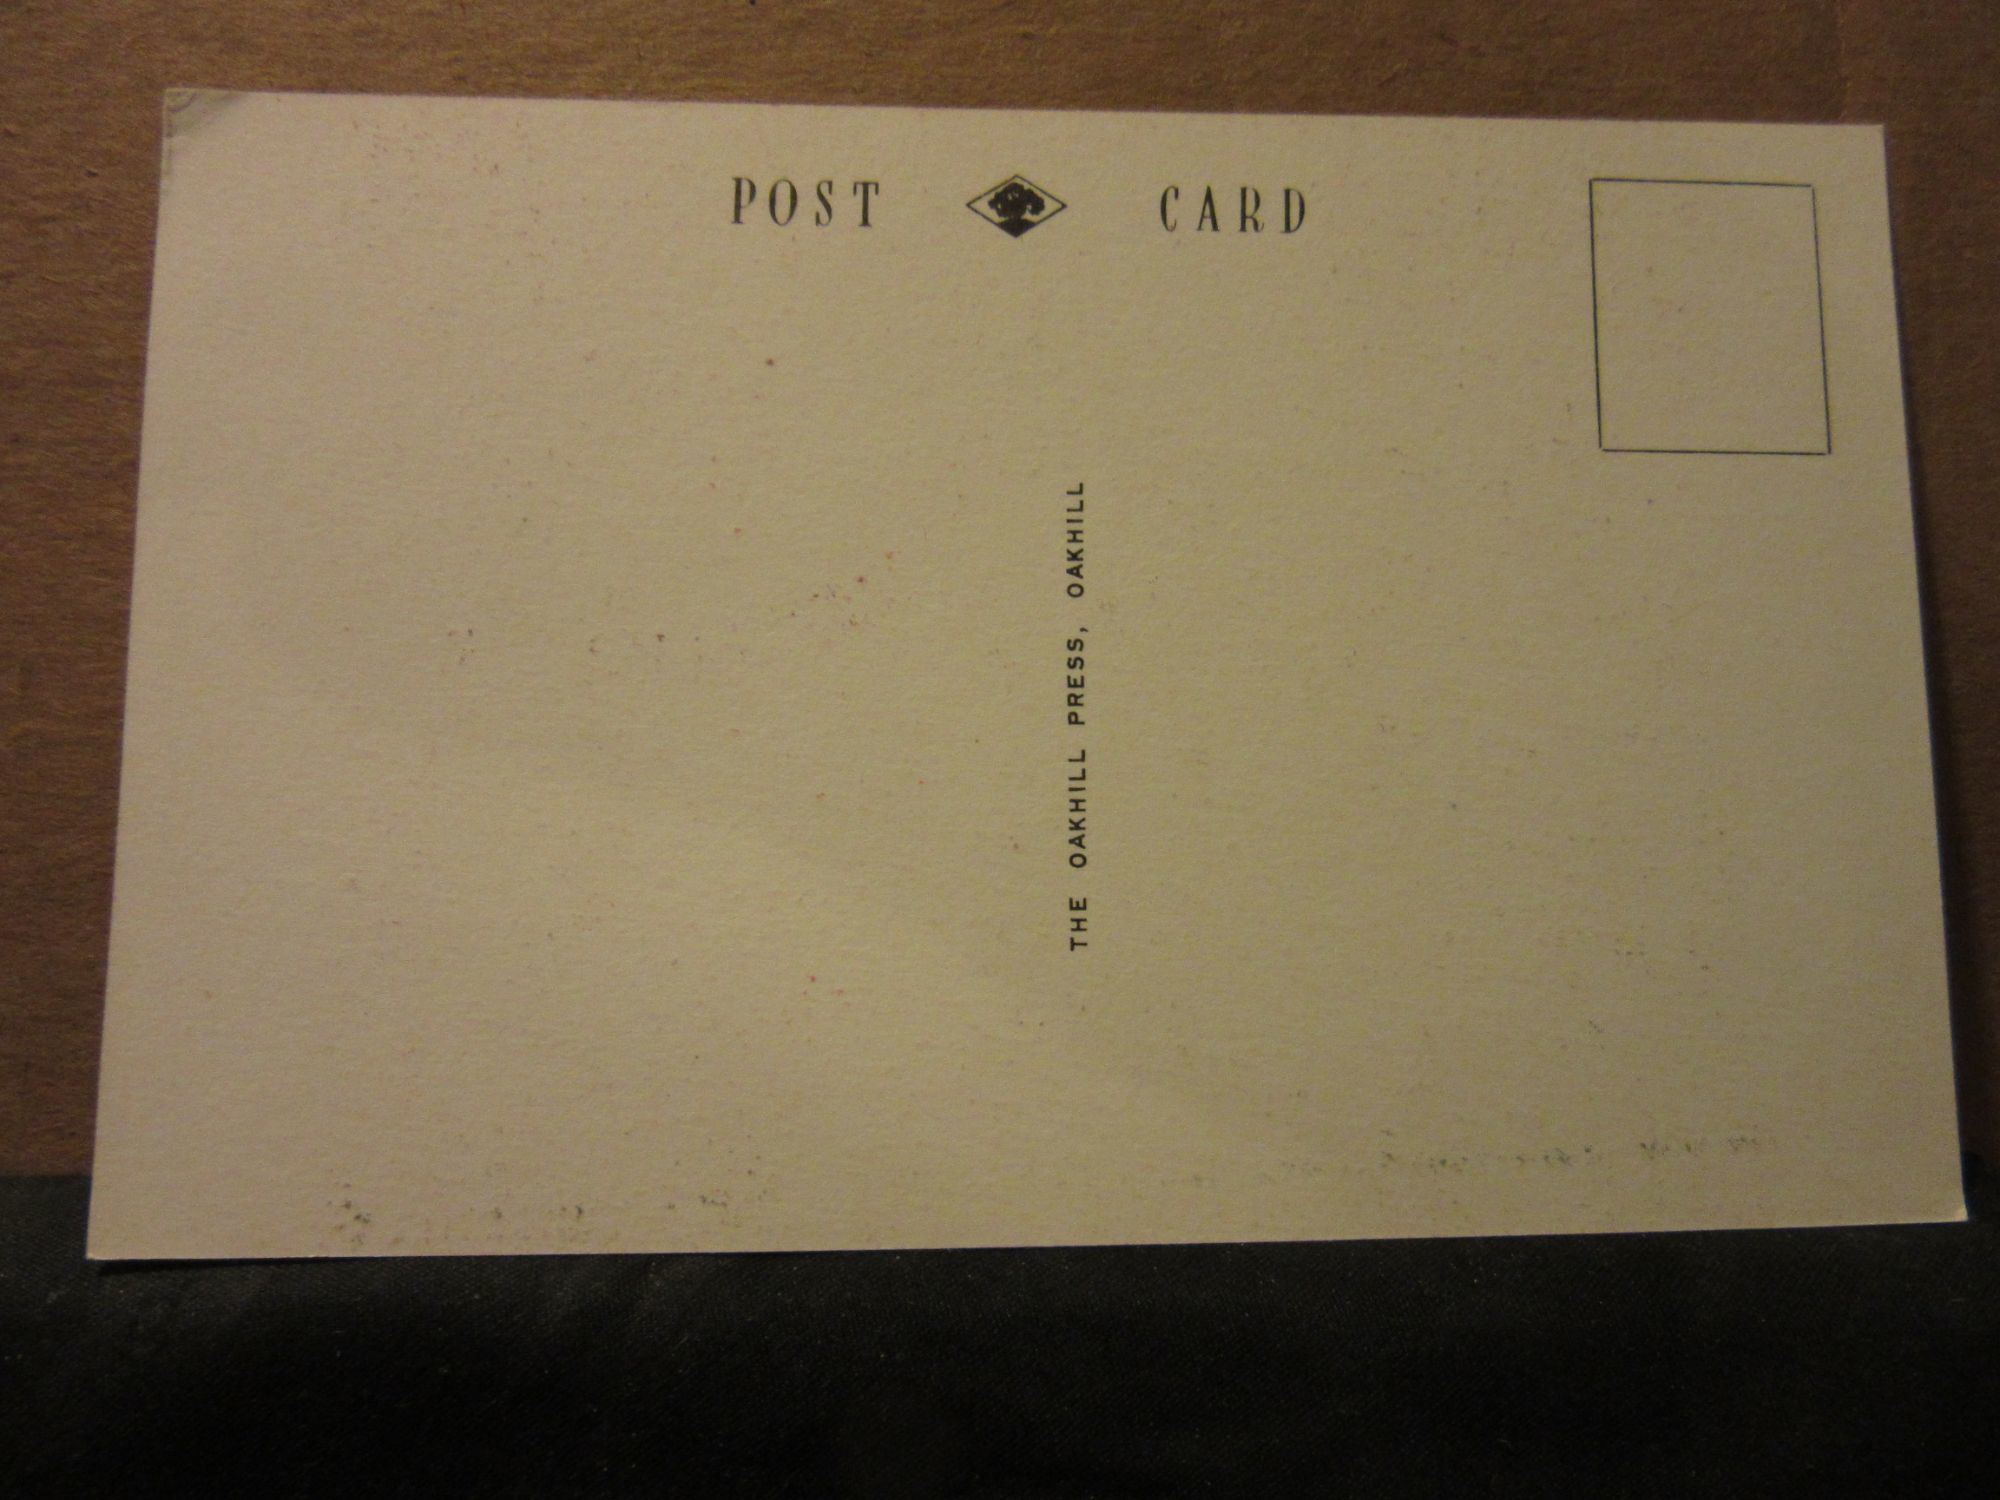 POST CARD
THE OAKHILL PRESS, OAKHILL